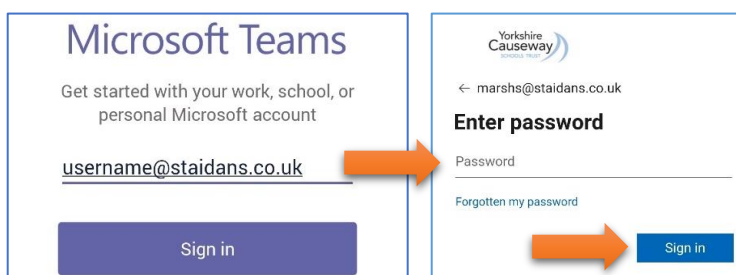 Microsoft Teams
Get started with your work, school, or
personal Microsoft account
username@staidans.co.uk
Sign in
Yorkshire
Causeway
SCHOOLS TRUST
← marshs@staidans.co.uk
Enter password
Password
Forgotten my password
Sign in